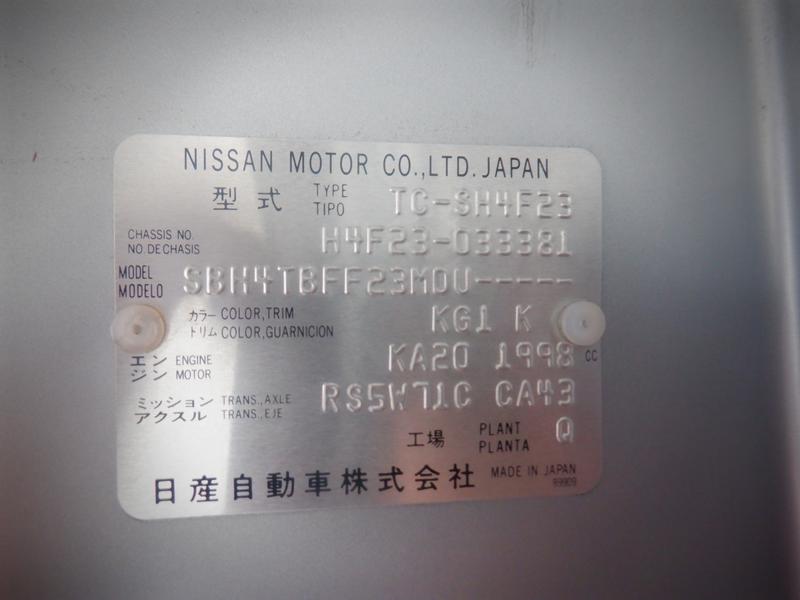 NISSAN MOTOR CO.,LTD. JAPAN
型式 TYPE TIPO TC-SH4F23
CHASSIS NO. NO. DE CHASIS H4F23-033381
MODEL MODELO SBH4TBFF23MDU-----
カラー COLOR,TRIM
トリム COLOR,GUARNICION KG1 K
エンジン ENGINE MOTOR KA20 1998 CC
ミッション TRANS.,AXLE
アクスル TRANS.,EJE RS5W71C CA43
工場 PLANT PLANTA Q
日産自動車株式会社 MADE IN JAPAN